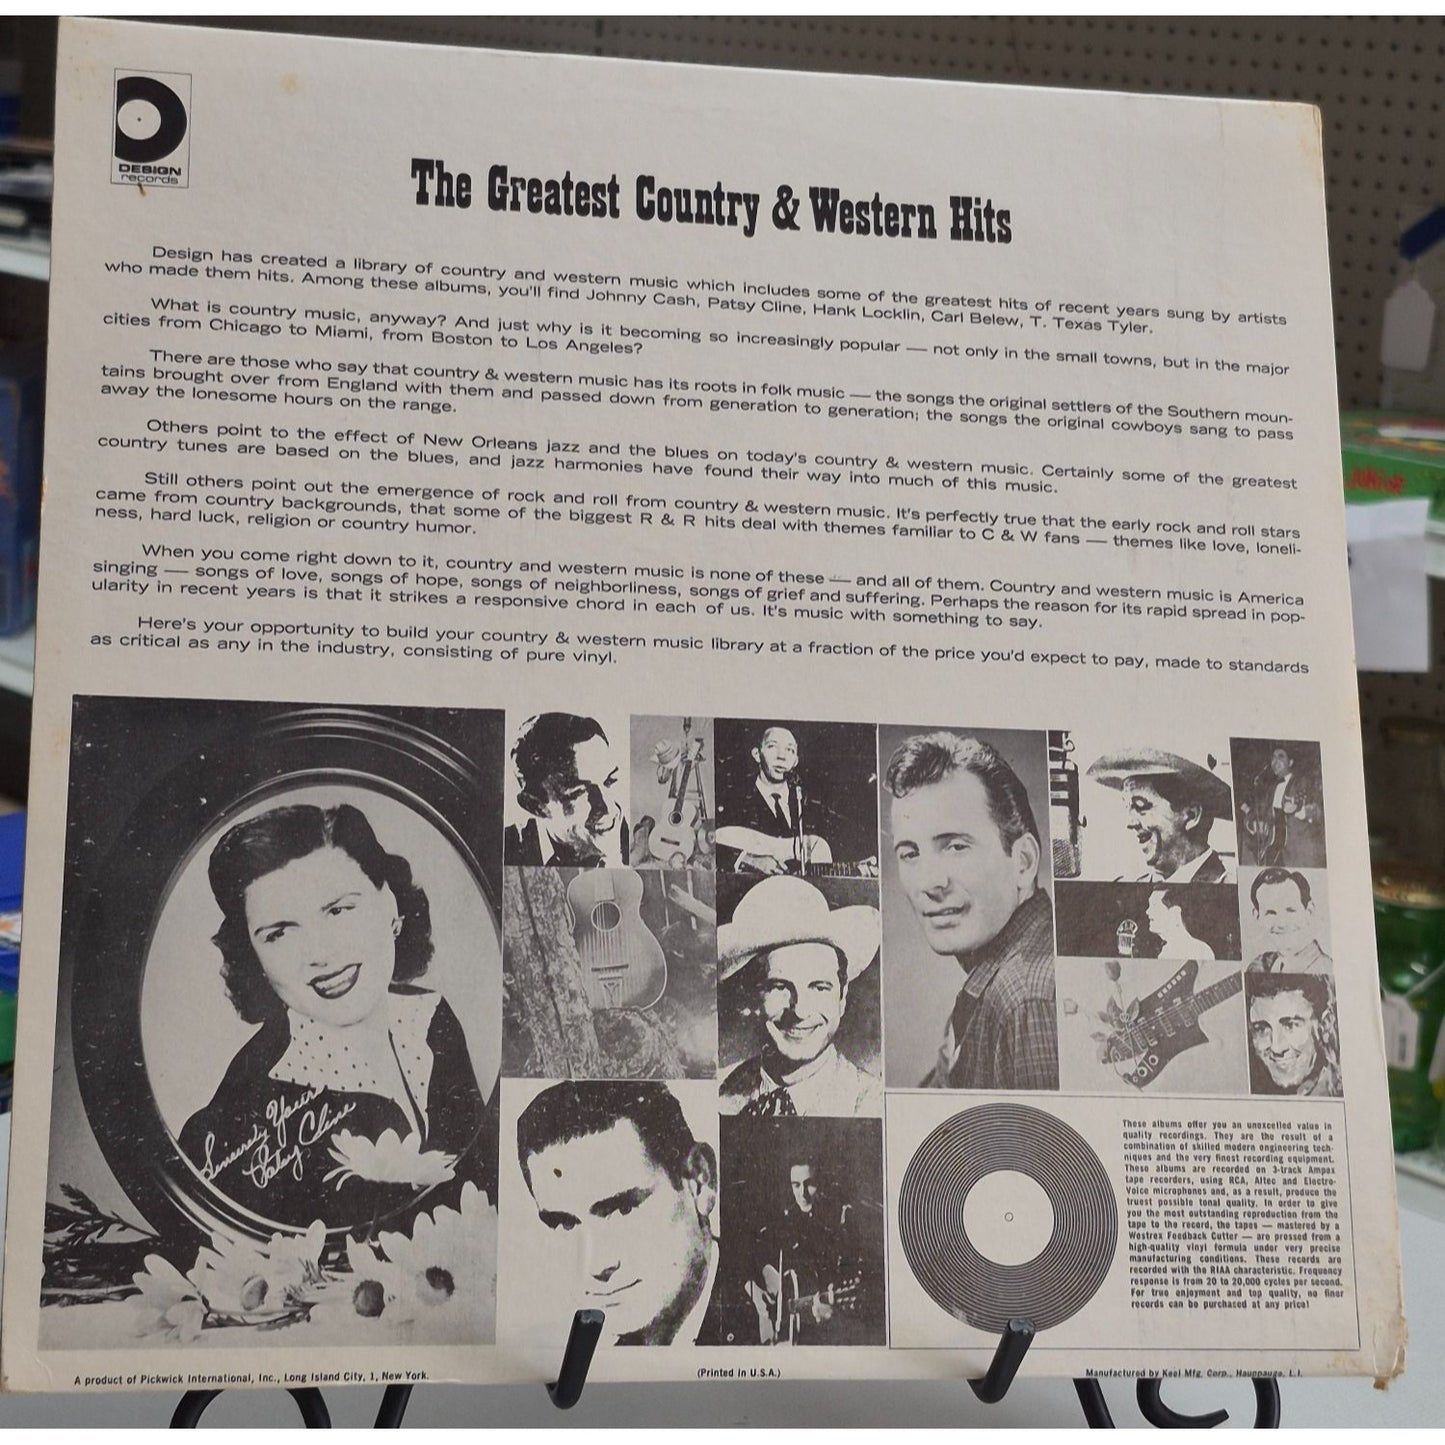 DESIGN
records
The Greatest Country & Western Hits
Design has created a library of country and western music which includes some of the greatest hits of recent years sung by artists
who made them hits. Among these albums, you'll find Johnny Cash, Patsy Cline, Hank Locklin, Carl Belew, T. Texas Tyler.
What is country music, anyway? And just why is it becoming so increasingly popular — not only in the small towns, but in the major
cities from Chicago to Miami, from Boston to Los Angeles?
There are those who say that country & western music has its roots in folk music — the songs the original settlers of the Southern moun-
tains brought over from England with them and passed down from generation to generation; the songs the original cowboys sang to pass
away the lonesome hours on the range.
Others point to the effect of New Orleans jazz and the blues on today's country & western music. Certainly some of the greatest
country tunes are based on the blues, and jazz harmonies have found their way into much of this music.
Still others point out the emergence of rock and roll from country & western music. It's perfectly true that the early rock and roll stars
came from country backgrounds, that some of the biggest R & R hits deal with themes familiar to C & W fans — themes like love, loneli-
ness, hard luck, religion or country humor.
When you come right down to it, country and western music is none of these — and all of them. Country and western music is America
singing — songs of love, songs of hope, songs of neighborliness, songs of grief and suffering. Perhaps the reason for its rapid spread in pop-
ularity in recent years is that it strikes a responsive chord in each of us. It's music with something to say.
Here's your opportunity to build your country & western music library at a fraction of the price you'd expect to pay, made to standards
as critical as any in the industry, consisting of pure vinyl.
Sincerely Yours
Patsy Cline
These albums offer you an unexcelled value in
quality recordings. They are the result of a
combination of skilled modern engineering tech-
niques and the very finest recording equipment.
These albums are recorded on 3-track Ampex
tape recorders, using RCA, Altec and Electro-
Voice microphones and, as a result, produce the
truest possible tonal quality. In order to give
you the most outstanding reproduction from the
tape to the record, the tapes — mastered by a
Westrex Feedback Cutter — are pressed from a
high-quality vinyl formula under very precise
manufacturing conditions. These records are
recorded with the RIAA characteristic. Frequency
response is from 20 to 20,000 cycles per second.
For true enjoyment and top quality, no finer
records can be purchased at any price!
A product of Pickwick International, Inc., Long Island City, 1, New York.
(Printed in U.S.A.)
Manufactured by Keel Mfg. Corp., Hauppauge, L.I.